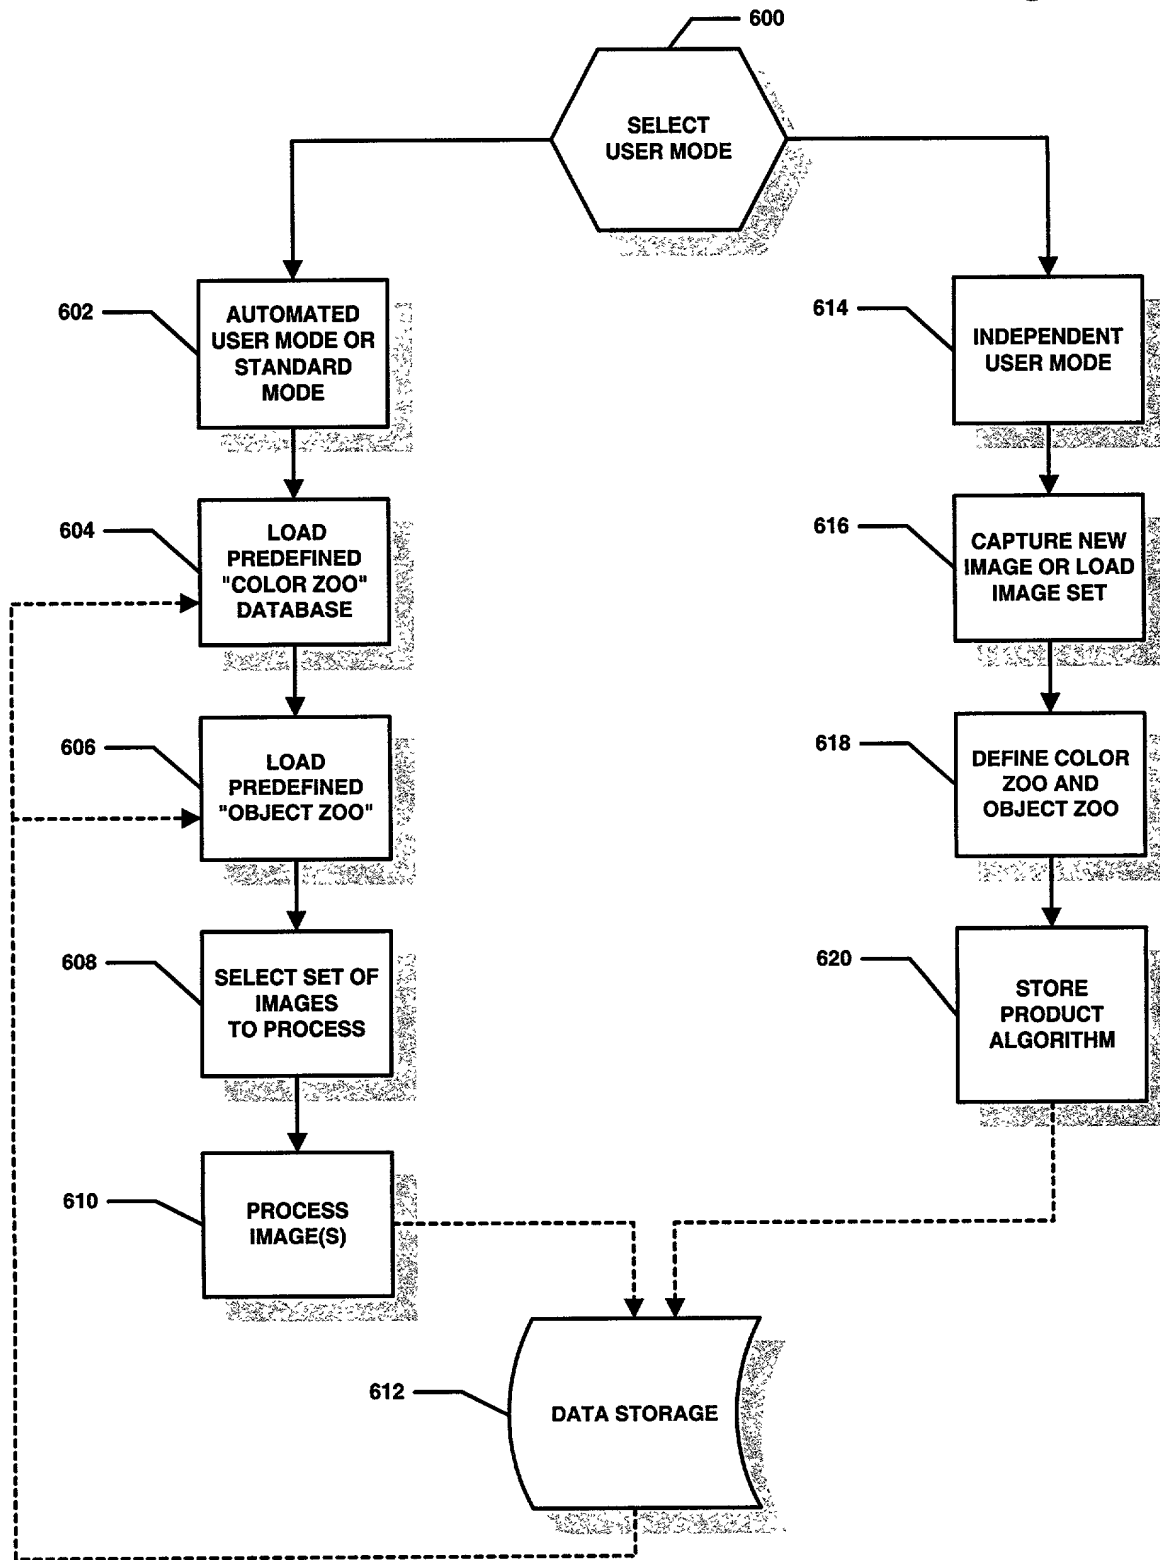 600
SELECT
USER MODE
602
AUTOMATED
USER MODE OR
STANDARD
MODE
614
INDEPENDENT
USER MODE
604
LOAD
PREDEFINED
"COLOR ZOO"
DATABASE
616
CAPTURE NEW
IMAGE OR LOAD
IMAGE SET
606
LOAD
PREDEFINED
"OBJECT ZOO"
618
DEFINE COLOR
ZOO AND
OBJECT ZOO
608
SELECT SET OF
IMAGES
TO PROCESS
620
STORE
PRODUCT
ALGORITHM
610
PROCESS
IMAGE(S)
612
DATA STORAGE